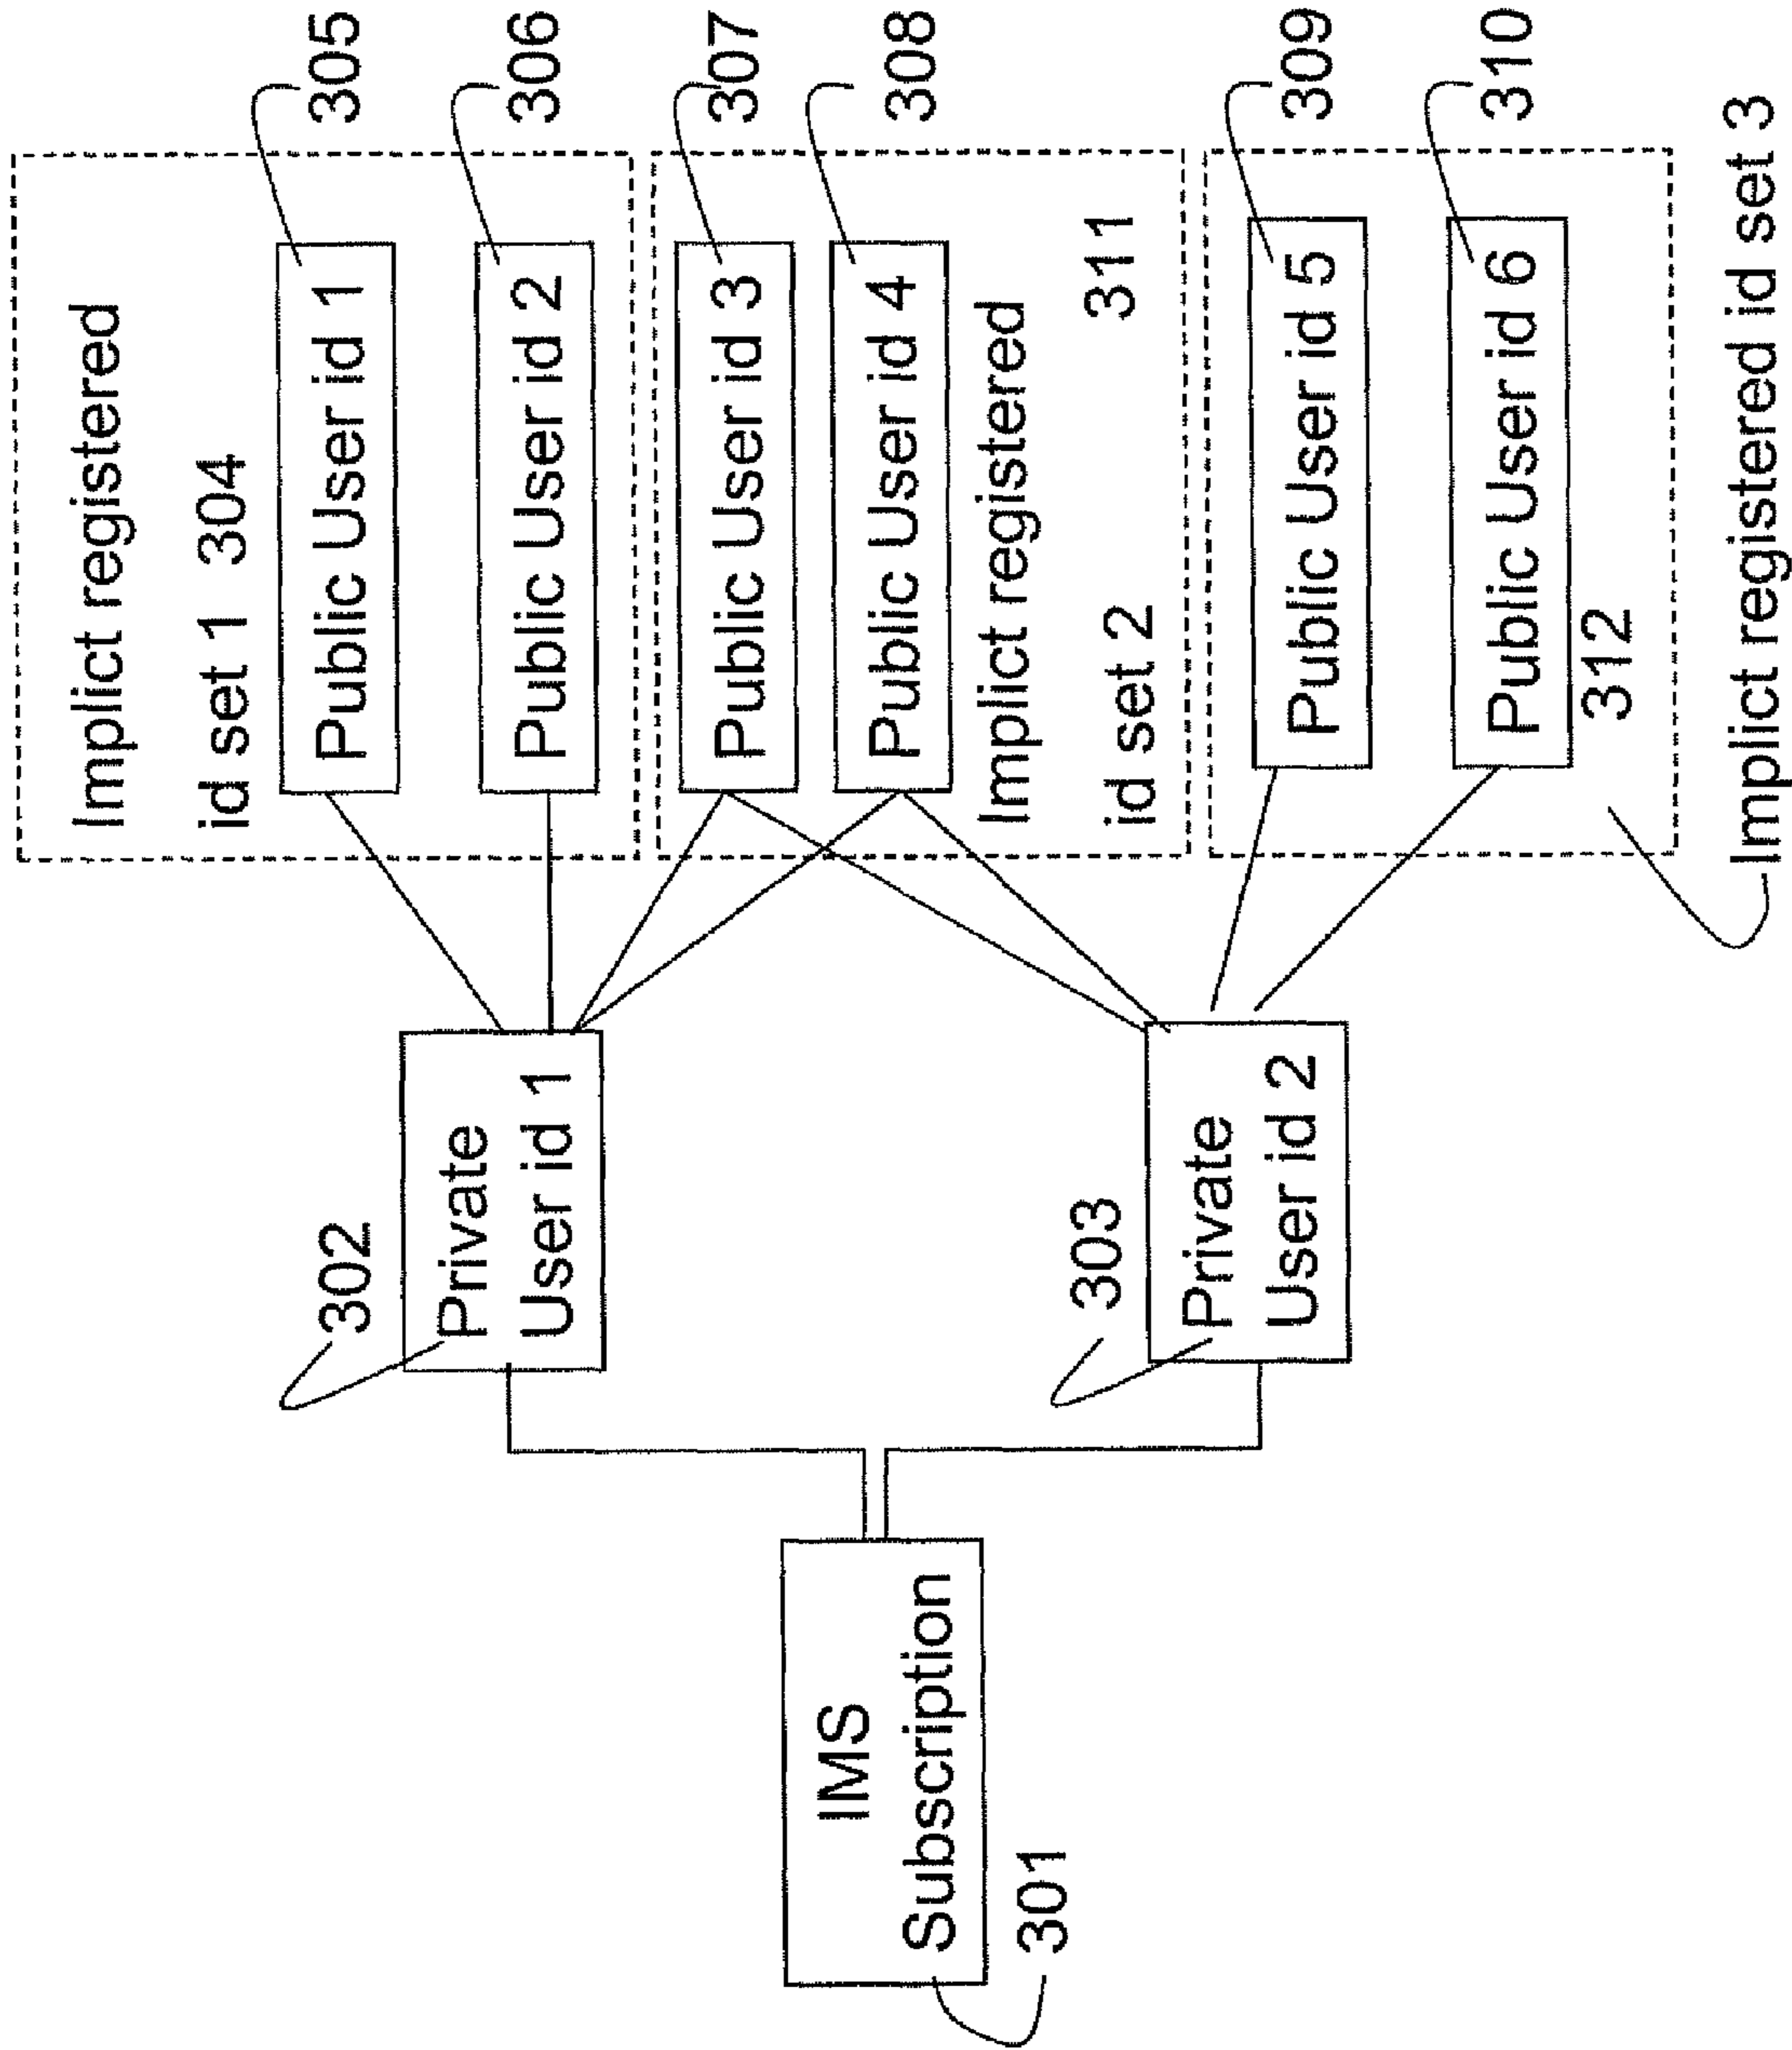 IMS
Subscription
301
302
Private
User id 1
303
Private
User id 2
Implict registered
id set 1 304
Public User id 1
305
Public User id 2
306
Public User id 3
307
Public User id 4
308
Implict registered
311
id set 2
Public User id 5
309
Public User id 6
310
312
Implict registered id set 3